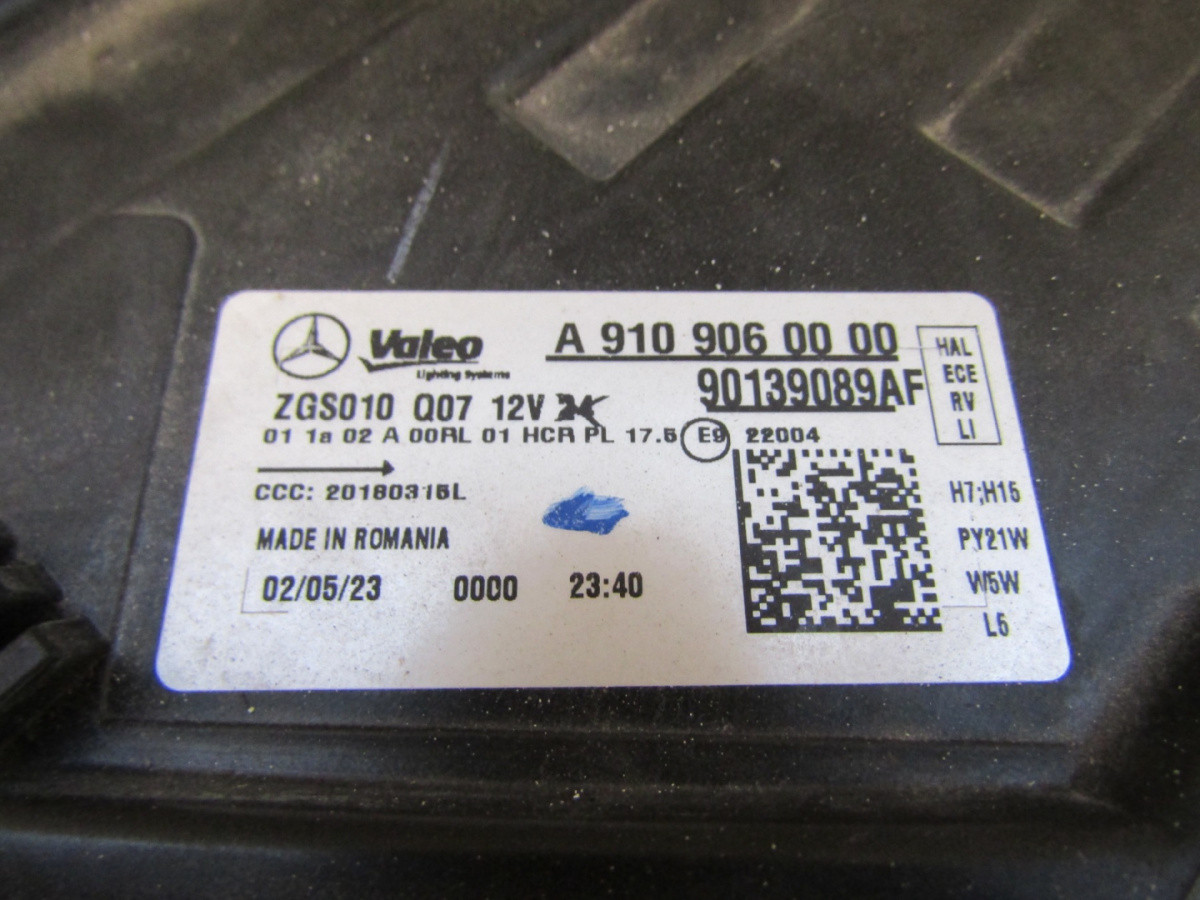 Valeo
Lighting Systems
A 910 906 00 00
90139089AF
HAL
ECE
RV
LI
ZGS010 Q07 12V
01 1a 02 A 00RL 01 HCR PL 17.5 E9 22004
CCC: 20180315L
MADE IN ROMANIA
02/05/23 0000 23:40
H7;H15
PY21W
W5W
L6